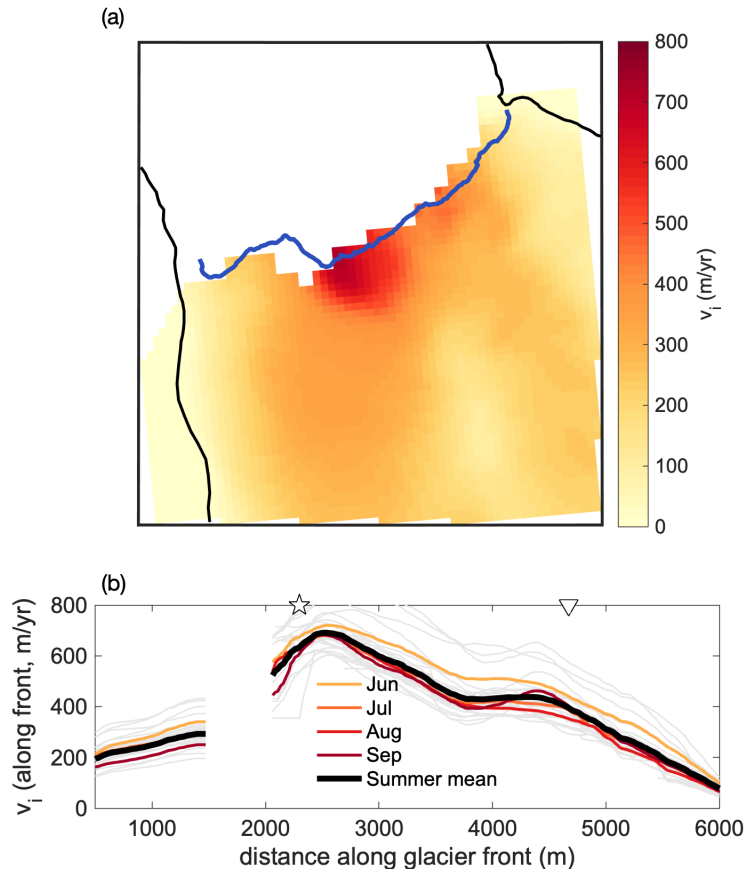 (a)
800
700
600
500
400
300
200
100
0
v_i (m/yr)
(b)
v_i (along front, m/yr)
800
600
400
200
0
Jun
Jul
Aug
Sep
Summer mean
1000 2000 3000 4000 5000 6000
distance along glacier front (m)